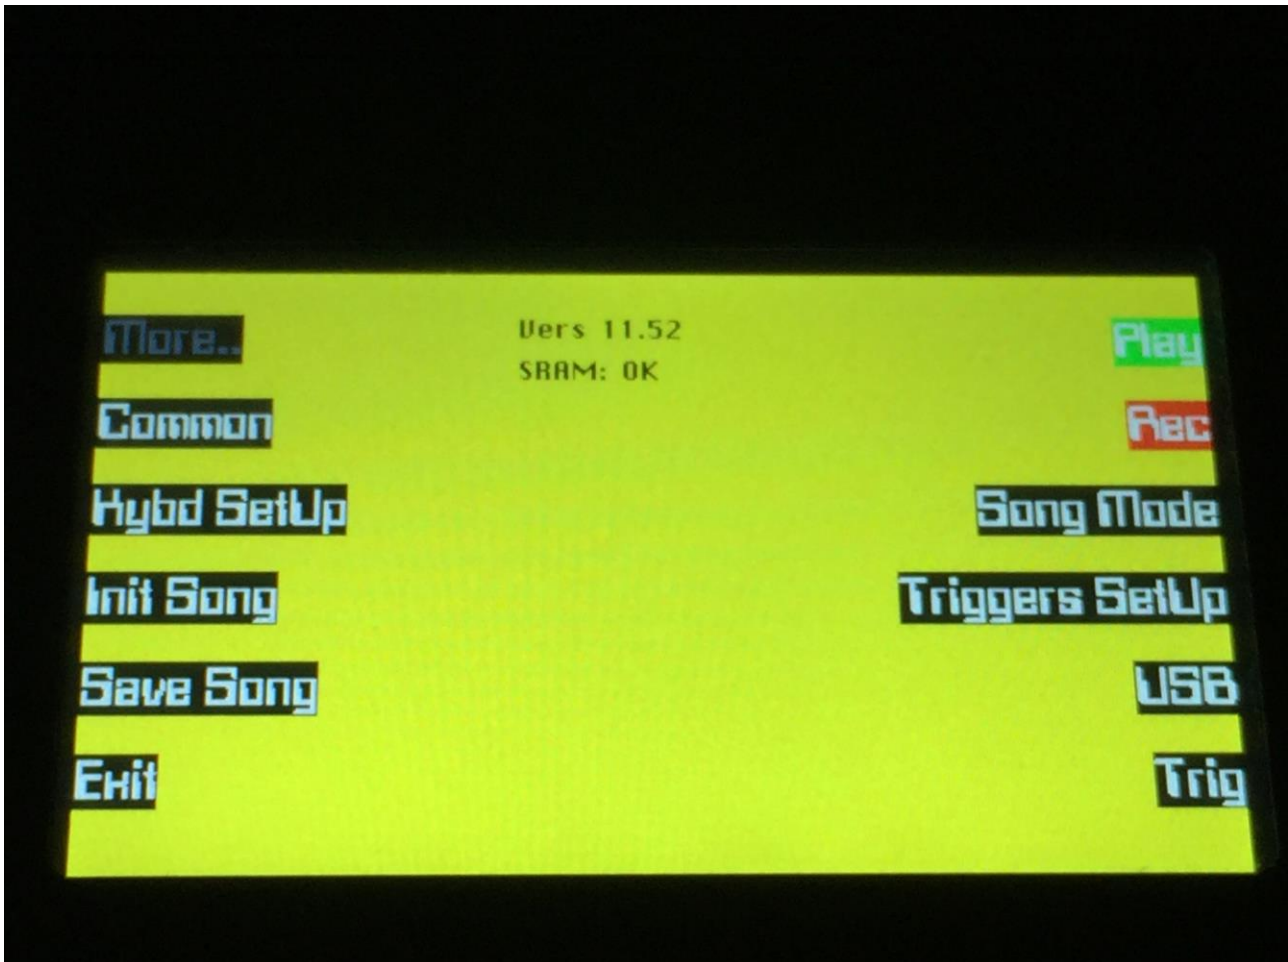 More..
Vers 11.52
Play
SRAM: OK
Common
Rec
Kybd SetUp
Song Mode
Init Song
Triggers SetUp
Save Song
USB
Exit
Trig